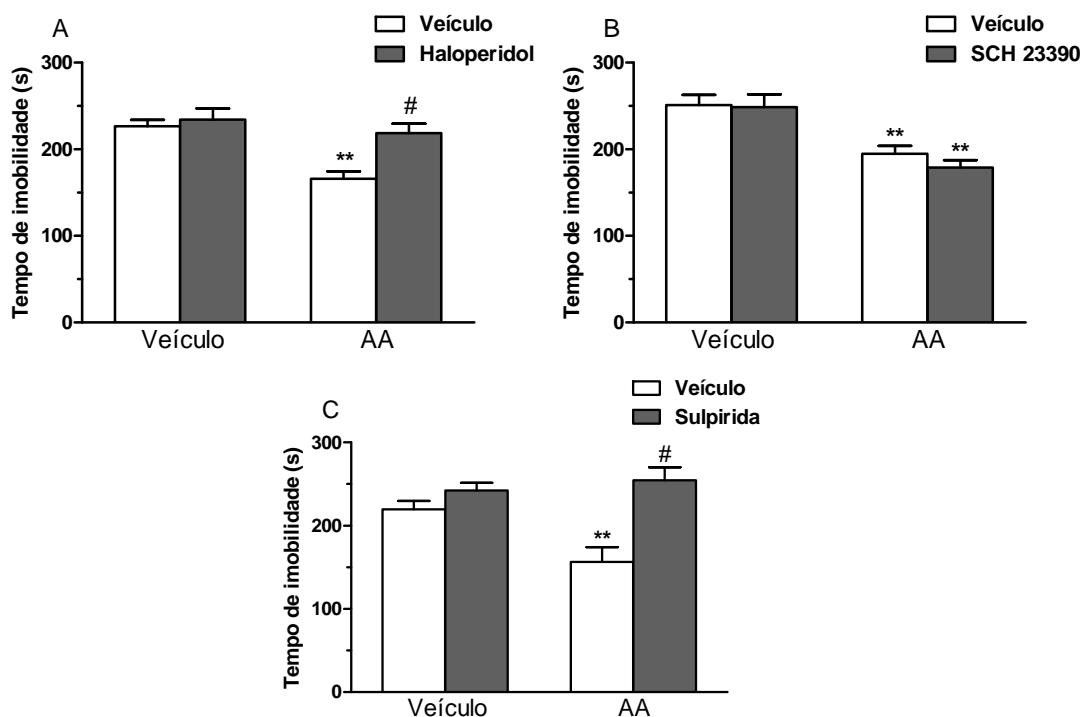 A
Veículo
Haloperidol
Tempo de imobilidade (s)
300
200
100
0
**
#
Veículo
AA
B
Veículo
SCH 23390
Tempo de imobilidade (s)
300
200
100
0
**
**
Veículo
AA
C
Veículo
Sulpirida
Tempo de imobilidade (s)
300
200
100
0
**
#
Veículo
AA